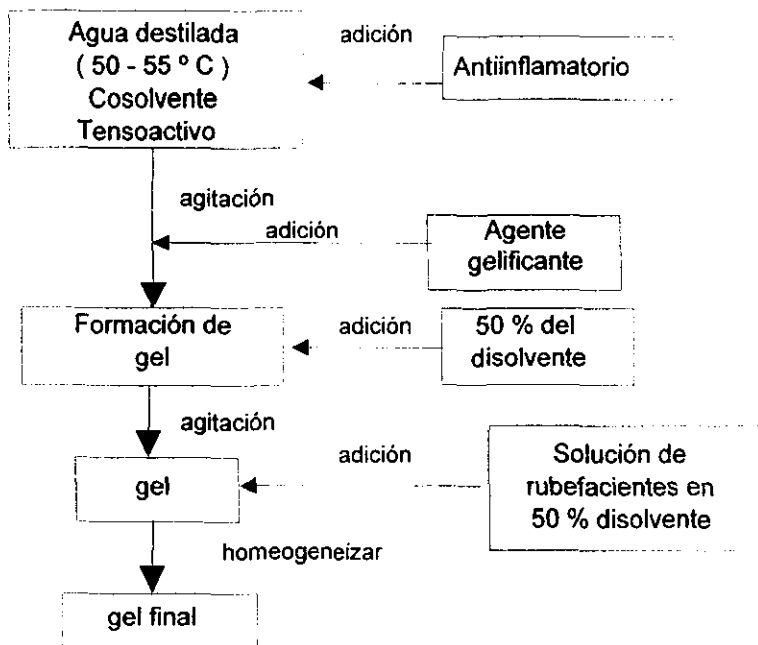 Agua destilada
( 50 - 55 º C )
Cosolvente
Tensoactivo
adición
Antiinflamatorio
agitación
adición
Agente
gelificante
Formación de
gel
adición
50 % del
disolvente
agitación
gel
adición
Solución de
rubefacientes en
50 % disolvente
homeogeneízar
gel final